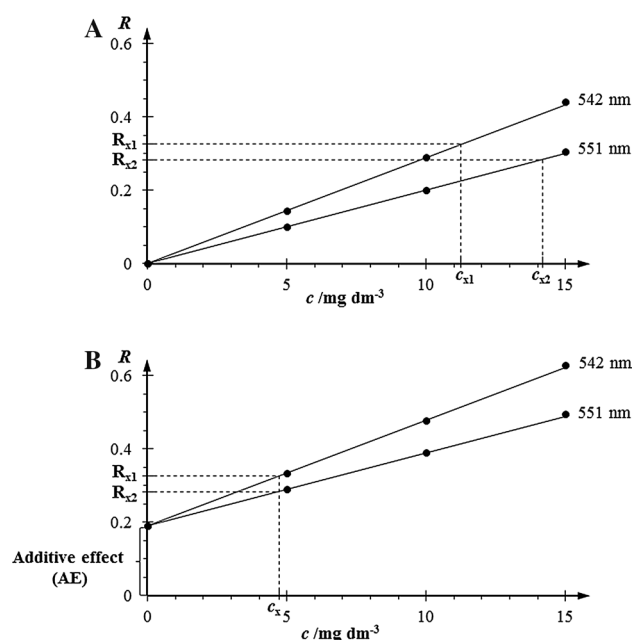 A
R
0.6
0.4
0.2
0
542 nm
551 nm
Rx1
Rx2
0 5 10 15
cx1 cx2
c /mg dm-3
B
R
0.6
0.4
0.2
0
542 nm
551 nm
Rx1
Rx2
Additive effect
(AE)
0 cx 5 10 15
c /mg dm-3